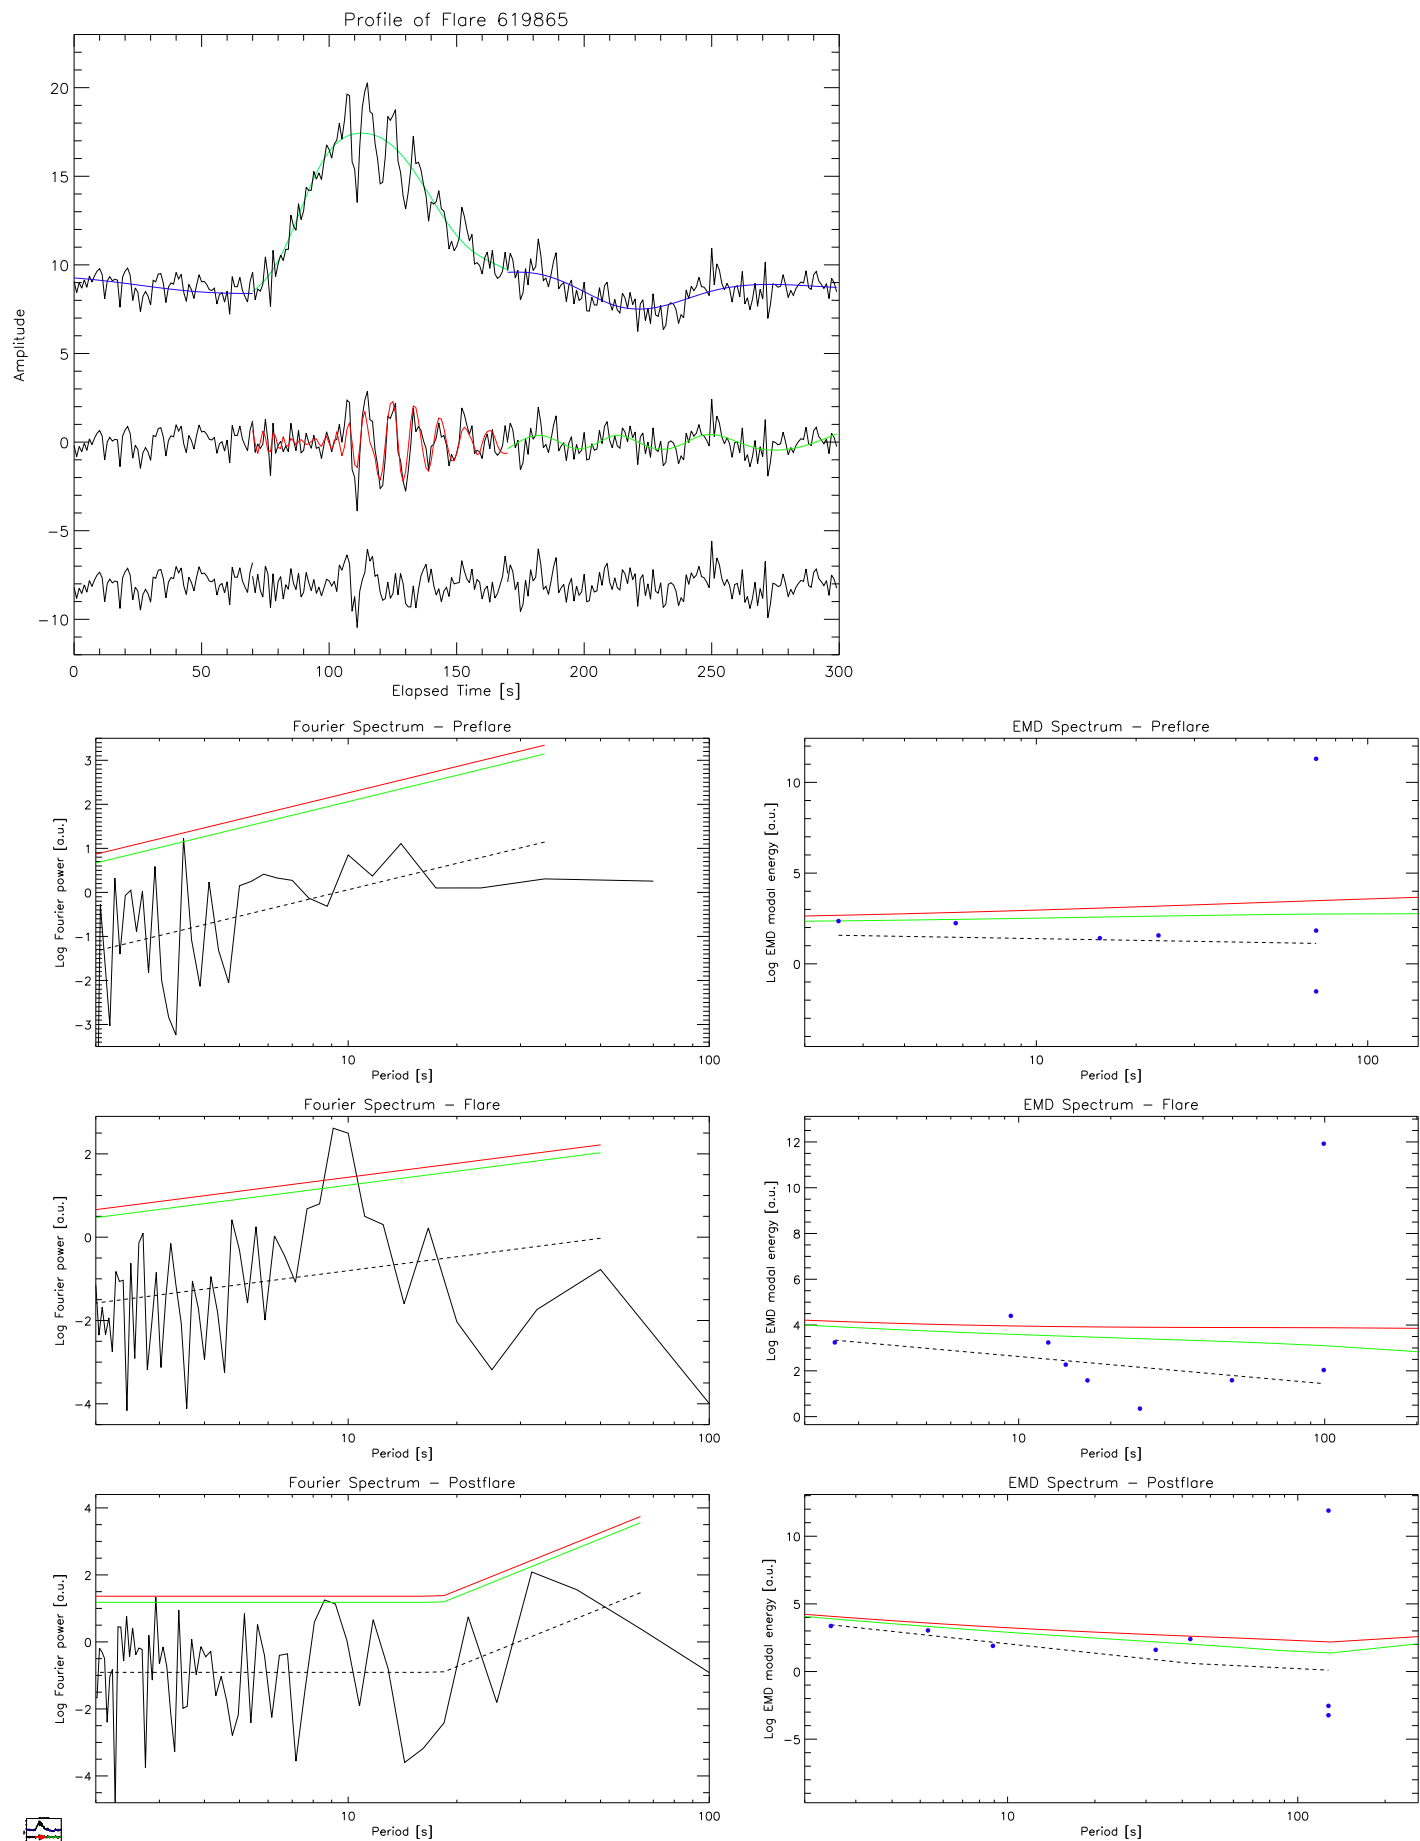 Profile of Flare 619865
20
15
10
5
0
−5
−10
Amplitude
0 50 100 150 200 250 300
Elapsed Time [s]
Fourier Spectrum − Preflare
3
2
1
0
−1
−2
−3
Log Fourier power [a.u.]
10 100
Period [s]
EMD Spectrum − Preflare
10
5
0
Log EMD modal energy [a.u.]
10 100
Period [s]
Fourier Spectrum − Flare
2
0
−2
−4
Log Fourier power [a.u.]
10 100
Period [s]
EMD Spectrum − Flare
12
10
8
6
4
2
0
Log EMD modal energy [a.u.]
10 100
Period [s]
Fourier Spectrum − Postflare
4
2
0
−2
−4
Log Fourier power [a.u.]
10 100
Period [s]
EMD Spectrum − Postflare
10
5
0
−5
Log EMD modal energy [a.u.]
10 100
Period [s]